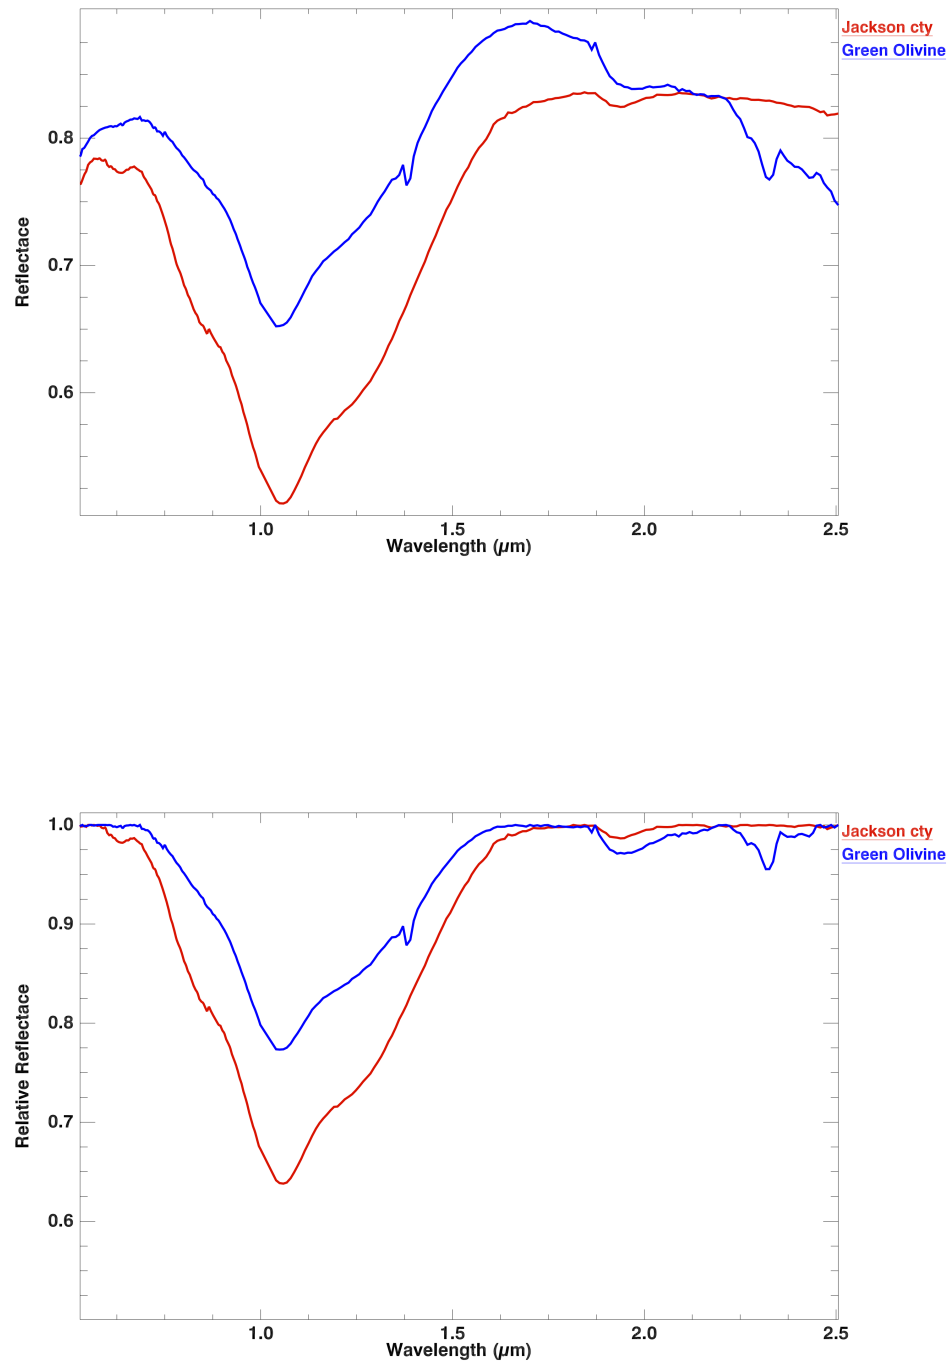 Jackson cty
Green Olivine
0.8
0.7
0.6
Reflectace
1.0 1.5 2.0 2.5
Wavelength (µm)
1.0
Jackson cty
Green Olivine
0.9
0.8
0.7
0.6
Relative Reflectace
1.0 1.5 2.0 2.5
Wavelength (µm)